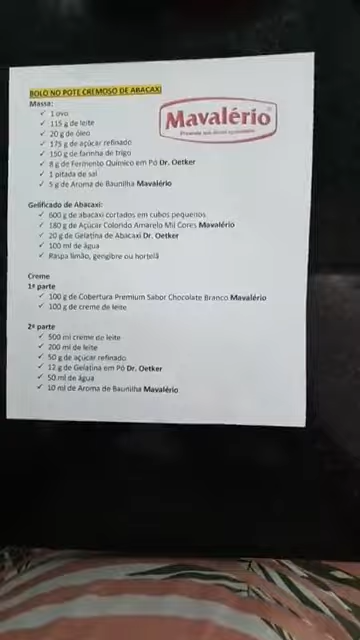 BOLO NO POTE CREMOSO DE ABACAXI
Massa:
✓ 1 ovo
✓ 115 g de leite
✓ 20 g de óleo
✓ 175 g de açúcar refinado
✓ 150 g de farinha de trigo
✓ 8 g de Fermento Químico em Pó Dr. Oetker
✓ 1 pitada de sal
✓ 5 g de Aroma de Baunilha Mavalério
Mavalério
Gelificado de Abacaxi:
✓ 600 g de abacaxi cortados em cubos pequenos
✓ 180 g de Açúcar Colorido Amarelo Mil Cores Mavalério
✓ 20 g de Gelatina de Abacaxi Dr. Oetker
✓ 100 ml de água
✓ Raspa limão, gengibre ou hortelã
Creme
1ª parte
✓ 100 g de Cobertura Premium Sabor Chocolate Branco Mavalério
✓ 100 g de creme de leite
2ª parte
✓ 500 ml creme de leite
✓ 200 ml de leite
✓ 50 g de açúcar refinado
✓ 12 g de Gelatina em Pó Dr. Oetker
✓ 50 ml de água
✓ 10 ml de Aroma de Baunilha Mavalério